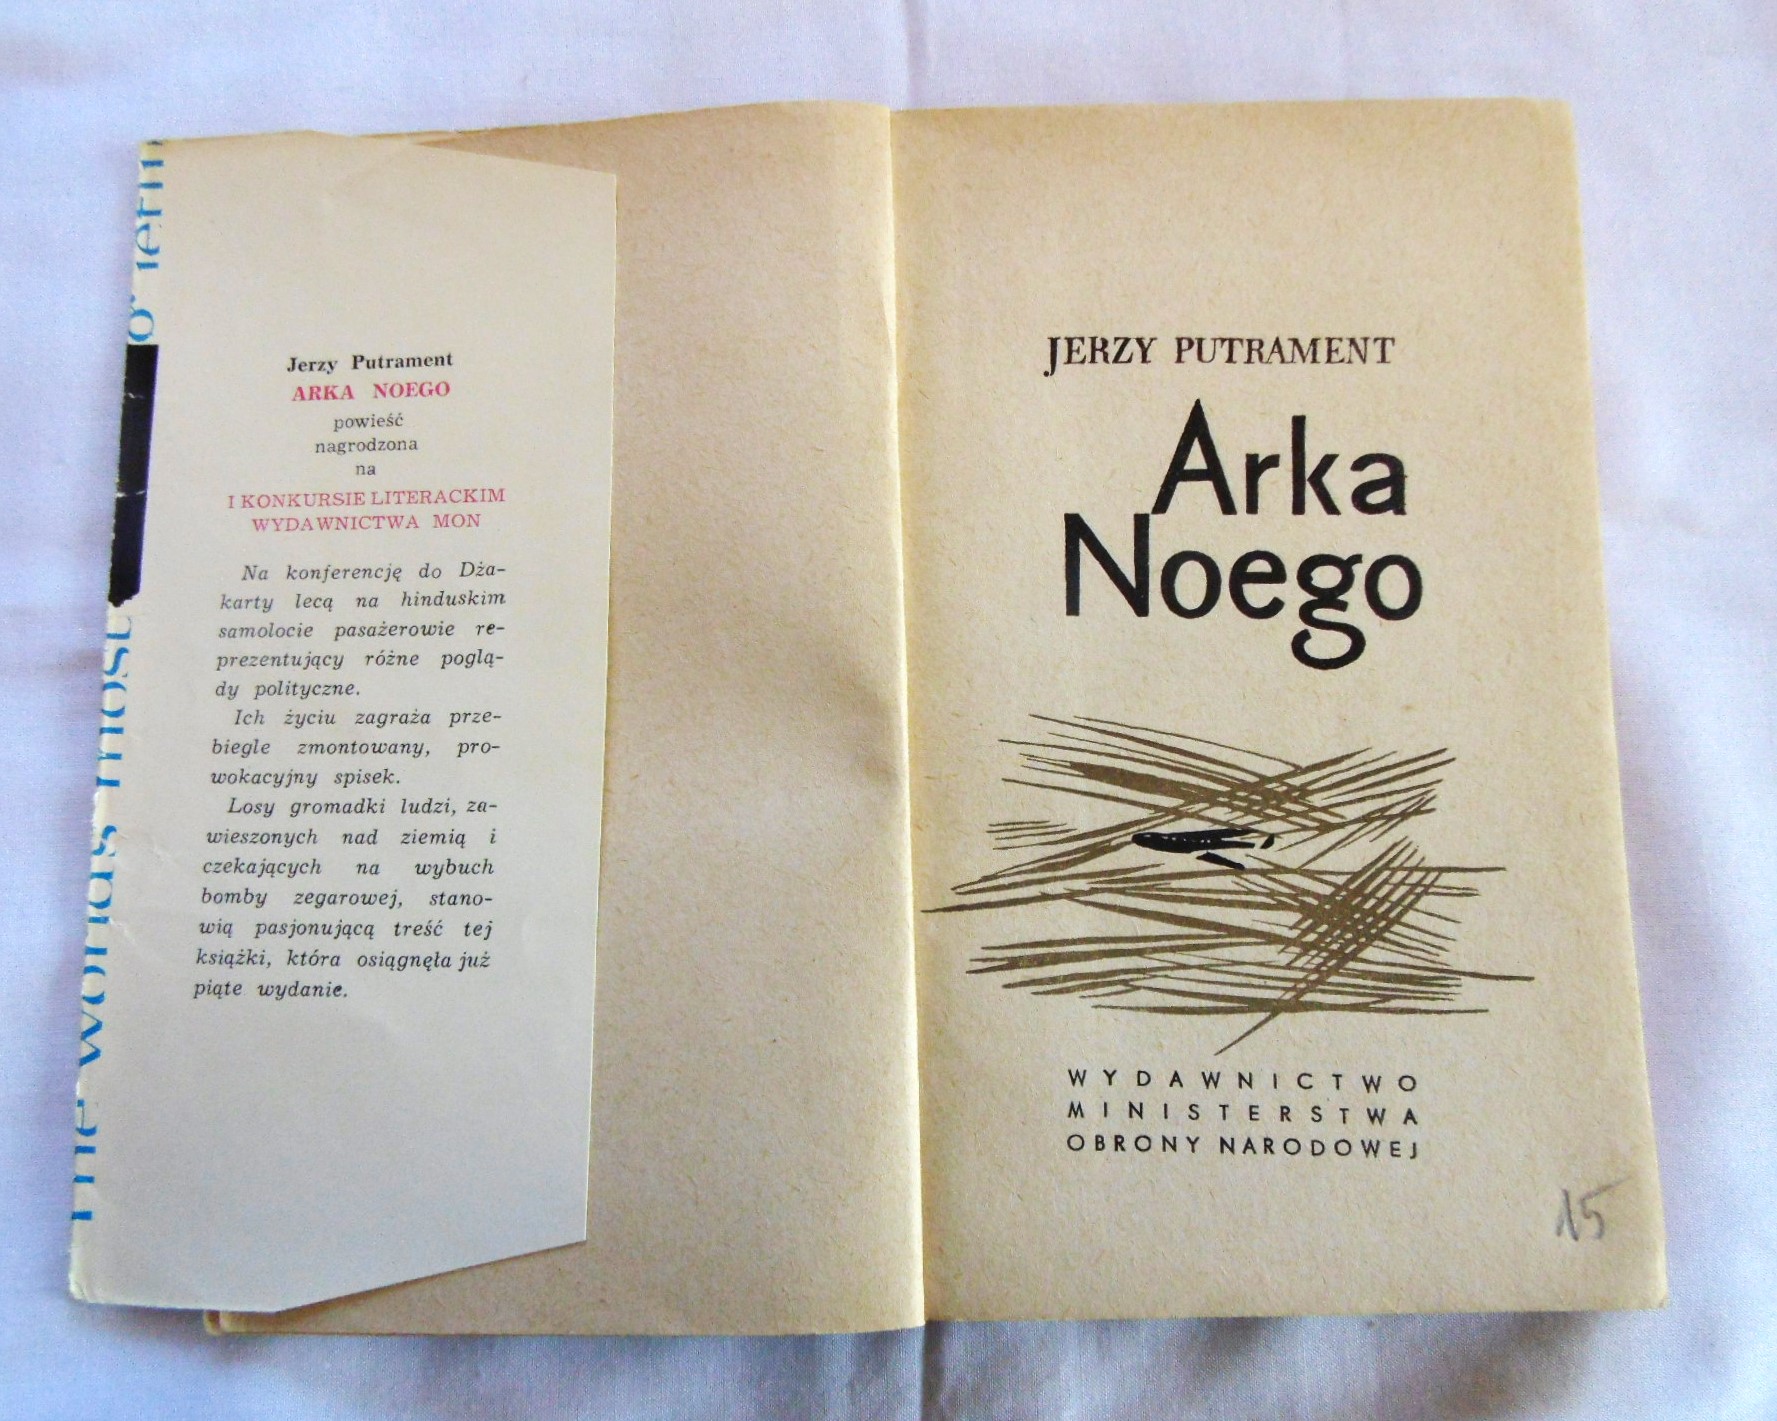 Jerzy Putrament
ARKA NOEGO
powieść
nagrodzona
na
I KONKURSIE LITERACKIM
WYDAWNICTWA MON
Na konferencję do Dża-
karty lecą na hinduskim
samolocie pasażerowie re-
prezentujący różne poglą-
dy polityczne.
Ich życiu zagraża prze-
biegle zmontowany, pro-
wokacyjny spisek.
Losy gromadki ludzi, za-
wieszonych nad ziemią i
czekających na wybuch
bomby zegarowej, stano-
wią pasjonującą treść tej
książki, która osiągnęła już
piąte wydanie.
JERZY PUTRAMENT
Arka
Noego
WYDAWNICTWO
MINISTERSTWA
OBRONY NARODOWEJ
15